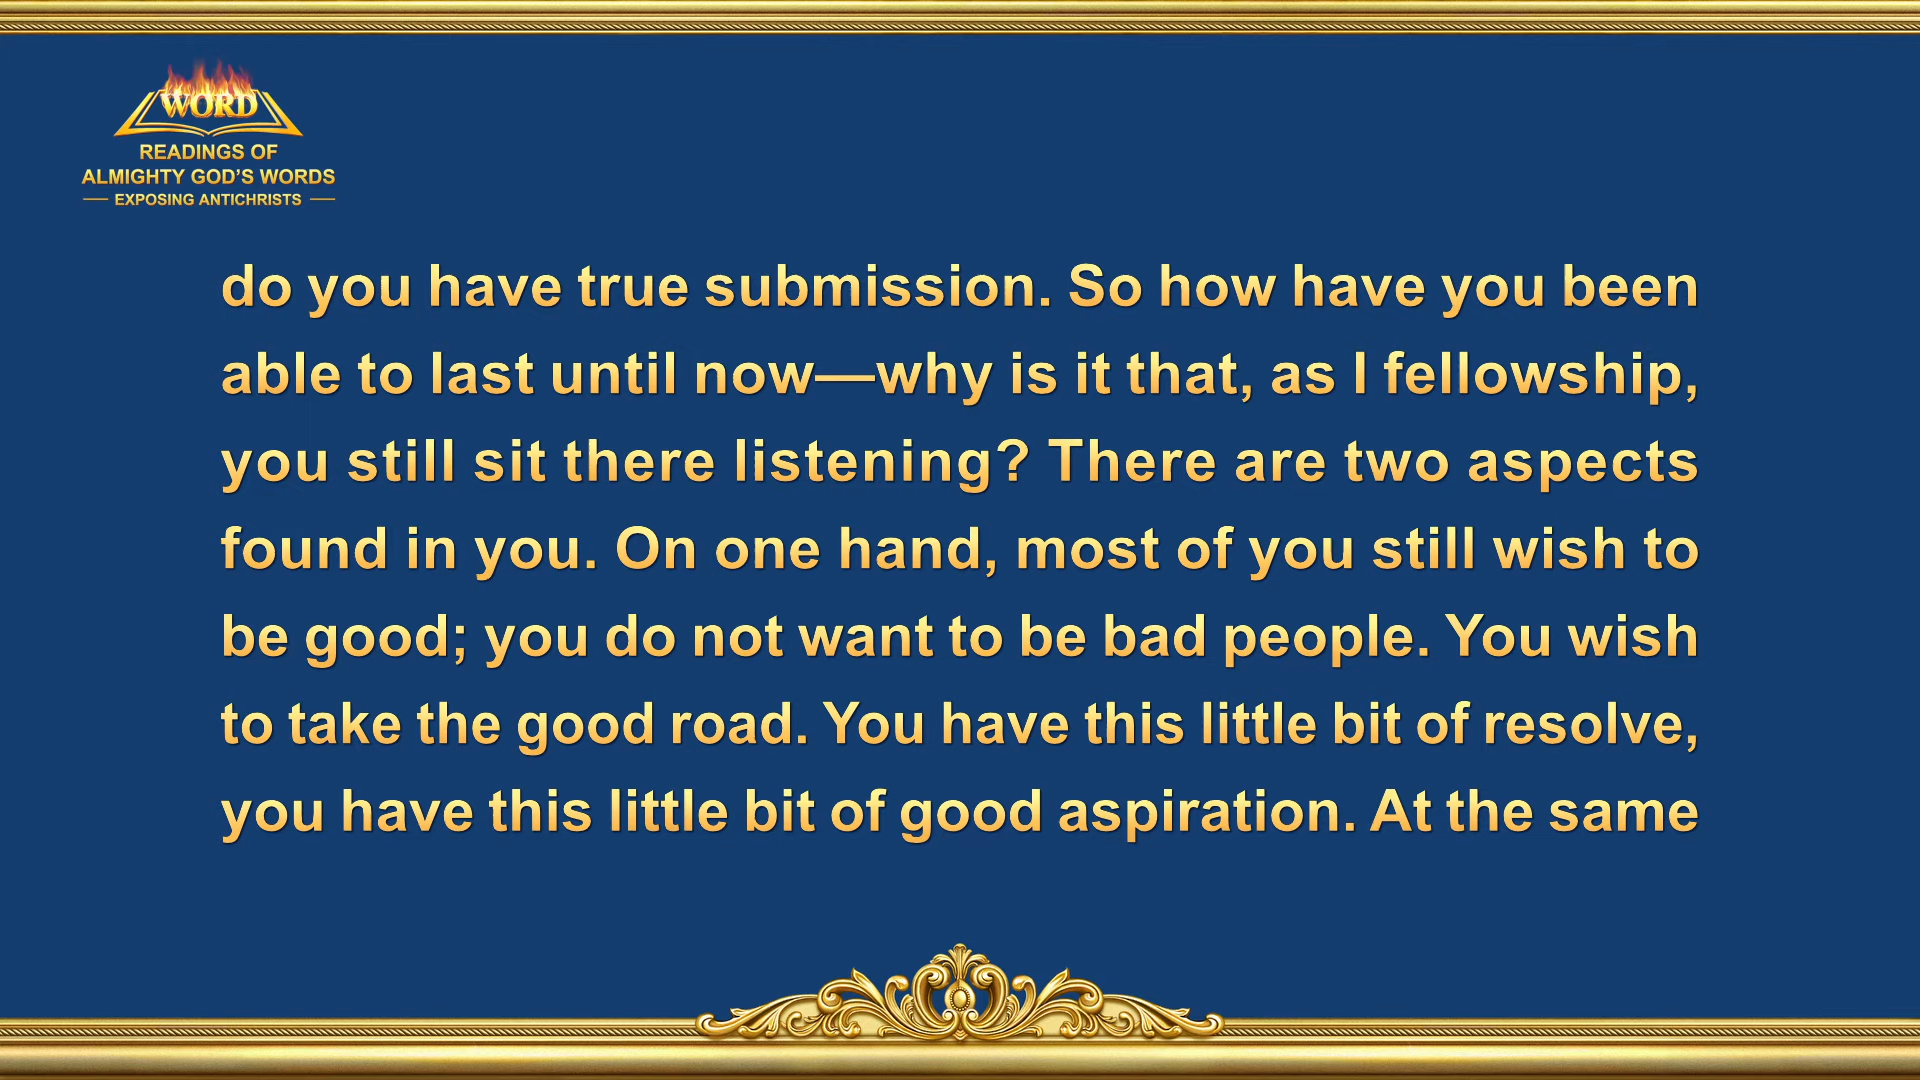 WORD
READINGS OF
ALMIGHTY GOD'S WORDS
EXPOSING ANTICHRISTS
do you have true submission. So how have you been
able to last until now—why is it that, as I fellowship,
you still sit there listening? There are two aspects
found in you. On one hand, most of you still wish to
be good; you do not want to be bad people. You wish
to take the good road. You have this little bit of resolve,
you have this little bit of good aspiration. At the same